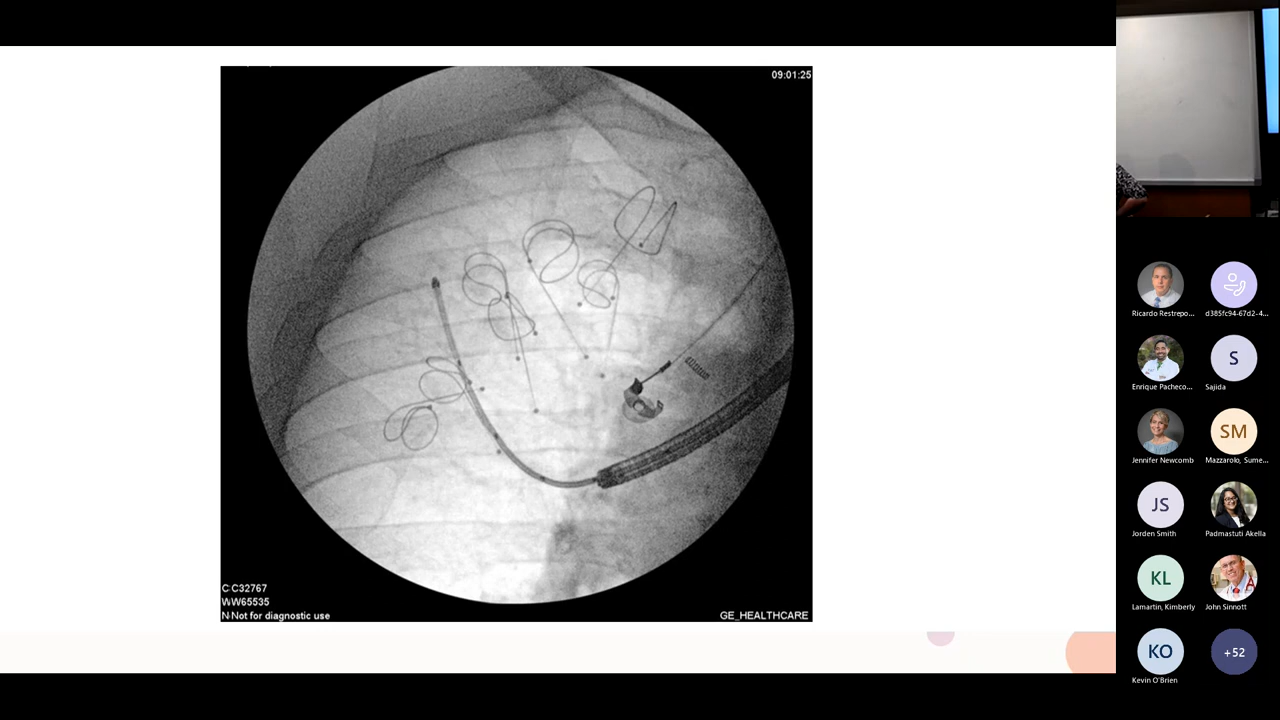 09:01:25
C:C32767
WW65535
N:Not for diagnostic use
GE_HEALTHCARE
Ricardo Restrepo...
d385fc94-67d2-4...
Enrique Pacheco...
S
Sajida
Jennifer Newcomb
SM
Mazzarolo, Sume...
JS
Jorden Smith
Padmastuti Akella
KL
Lamartin, Kimberly
A
John Sinnott
KO
Kevin O'Brien
+52